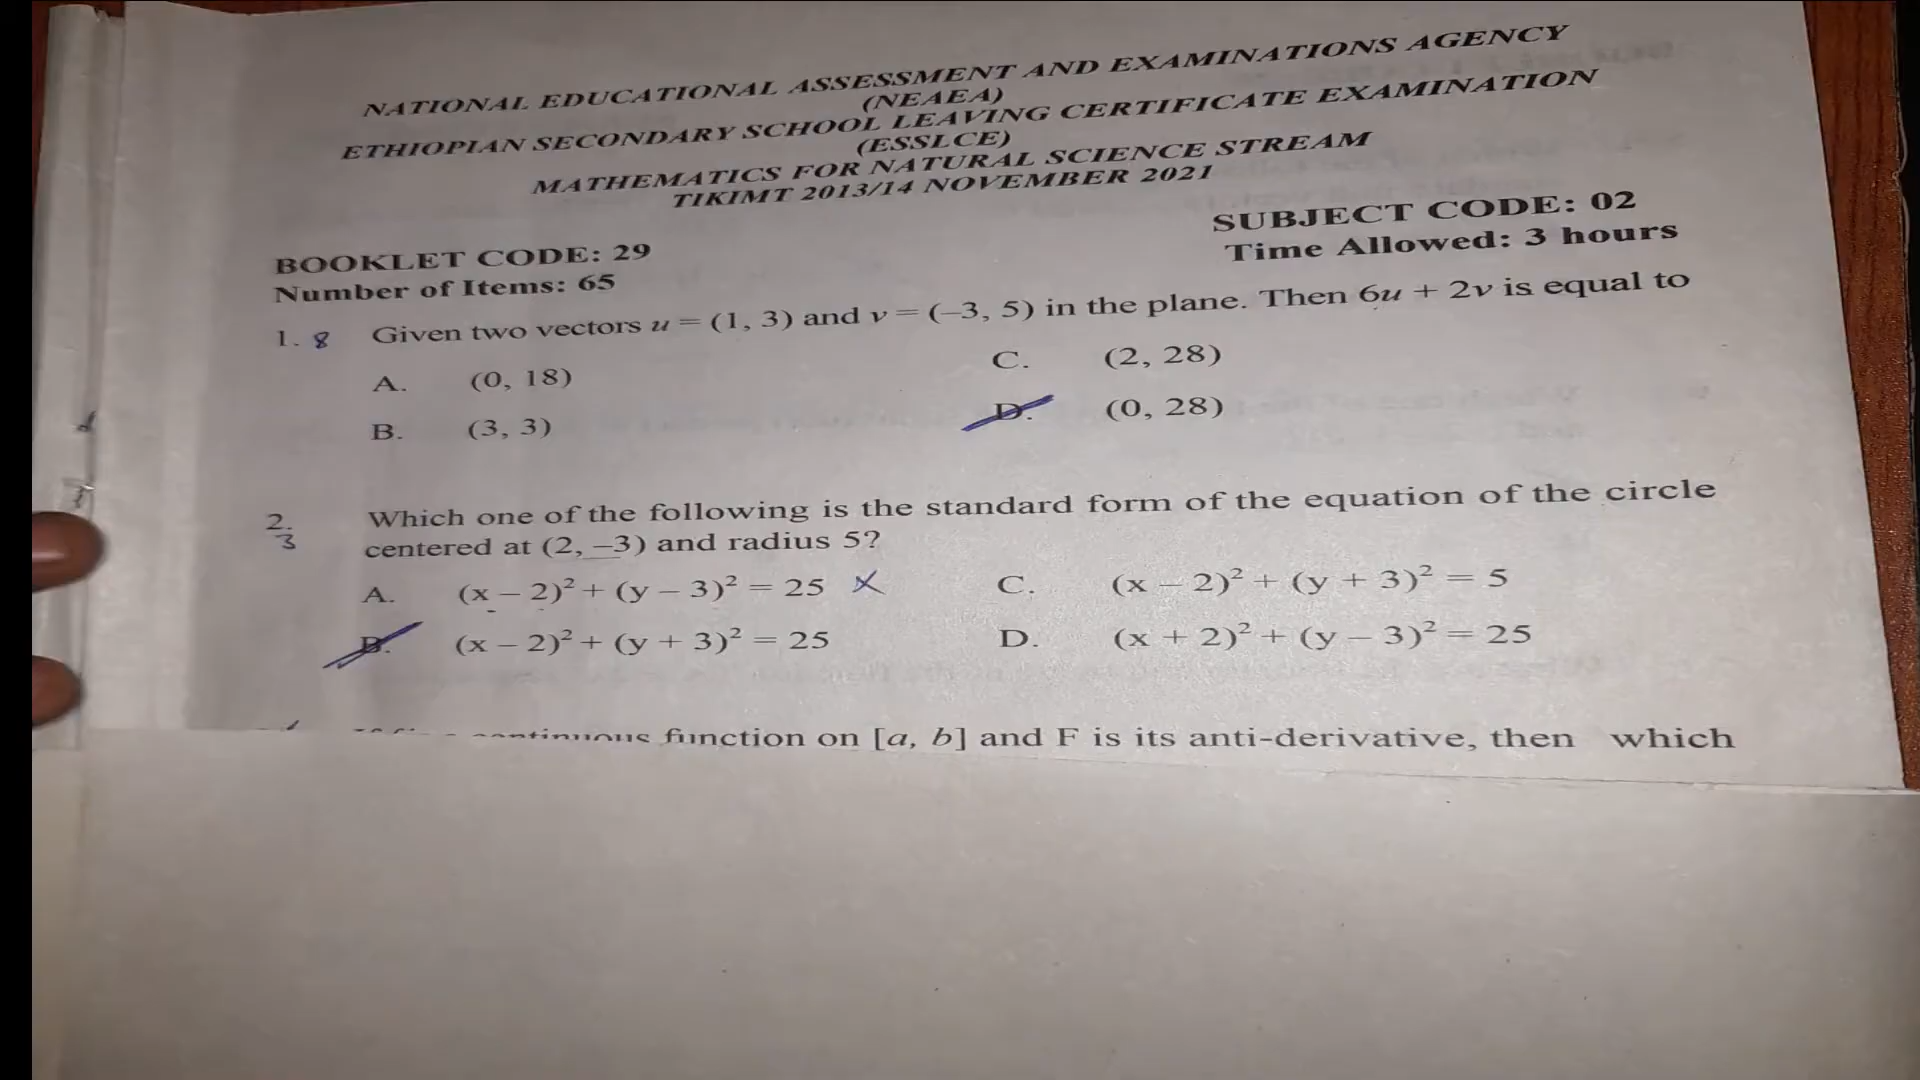 NATIONAL EDUCATIONAL ASSESSMENT AND EXAMINATIONS AGENCY
(NEAEA)
ETHIOPIAN SECONDARY SCHOOL LEAVING CERTIFICATE EXAMINATION
(ESSLCE)
MATHEMATICS FOR NATURAL SCIENCE STREAM
TIKIMT 2013/14 NOVEMBER 2021
SUBJECT CODE: 02
BOOKLET CODE: 29
Time Allowed: 3 hours
Number of Items: 65
1. 8 Given two vectors u = (1, 3) and v = (–3, 5) in the plane. Then 6u + 2v is equal to
A. (0, 18)
C. (2, 28)
B. (3, 3)
D. (0, 28)
2. Which one of the following is the standard form of the equation of the circle
3 centered at (2, –3) and radius 5?
A. (x – 2)² + (y – 3)² = 25 X
C. (x – 2)² + (y + 3)² = 5
B. (x – 2)² + (y + 3)² = 25
D. (x + 2)² + (y – 3)² = 25
continuous function on [a, b] and F is its anti-derivative, then which